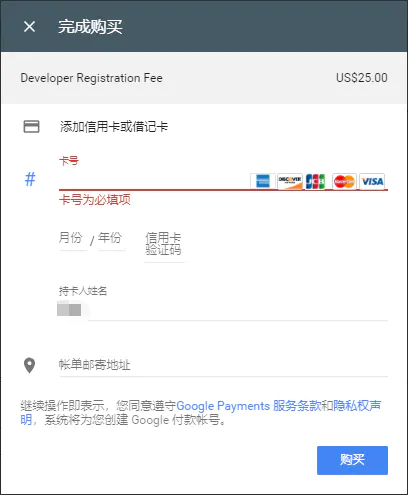 完成购买
Developer Registration Fee US$25.00
添加信用卡或借记卡
卡号
#
AMERICAN EXPRESS DISCOVER JCB MasterCard VISA
卡号为必填项
月份 / 年份 信用卡
验证码
持卡人姓名
帐单邮寄地址
继续操作即表示，您同意遵守Google Payments 服务条款和隐私权声
明，系统将为您创建 Google 付款帐号。
购买